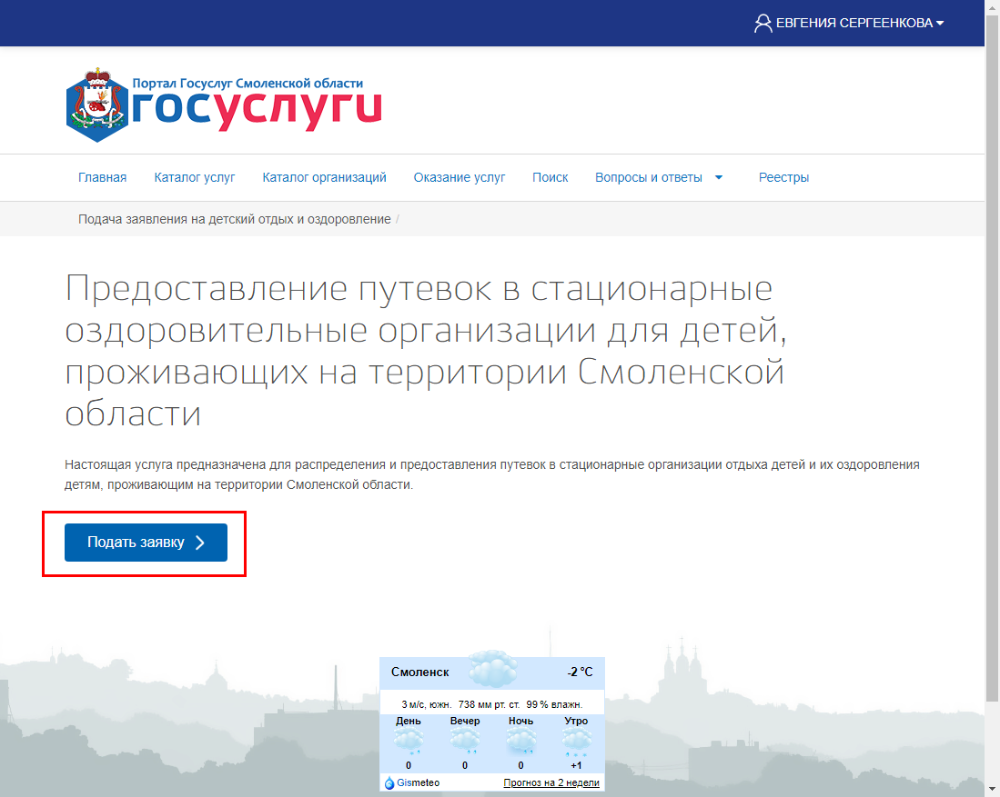 ЕВГЕНИЯ СЕРГЕЕНКОВА
Портал Госуслуг Смоленской области
госуслуги
Главная Каталог услуг Каталог организаций Оказание услуг Поиск Вопросы и ответы Реестры
Подача заявления на детский отдых и оздоровление /
Предоставление путевок в стационарные
оздоровительные организации для детей,
проживающих на территории Смоленской
области
Настоящая услуга предназначена для распределения и предоставления путевок в стационарные организации отдыха детей и их оздоровления
детям, проживающим на территории Смоленской области.
Подать заявку
Смоленск -2 °C
3 м/с, южн. 738 мм рт. ст. 99 % влажн.
День Вечер Ночь Утро
0 0 0 +1
Gismeteo Прогноз на 2 недели